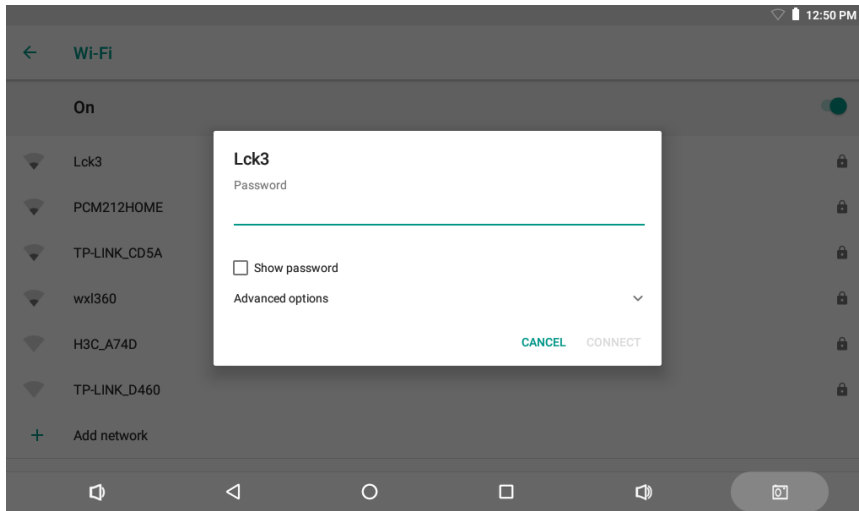 12:50 PM
Wi-Fi
On
Lck3
PCM212HOME
TP-LINK_CD5A
wxl360
H3C_A74D
TP-LINK_D460
Add network
Lck3
Password
Show password
Advanced options
CANCEL CONNECT